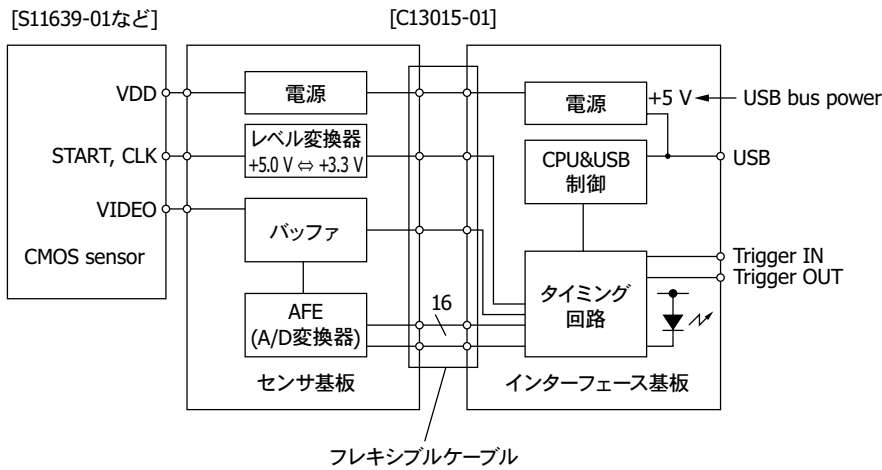 [S11639-01など]
[C13015-01]
VDD
START, CLK
VIDEO
CMOS sensor
電源
レベル変換器
+5.0 V ⇔ +3.3 V
バッファ
AFE
(A/D変換器)
センサ基板
16
電源
+5 V
USB bus power
CPU&USB
制御
USB
タイミング
回路
Trigger IN
Trigger OUT
インターフェース基板
フレキシブルケーブル